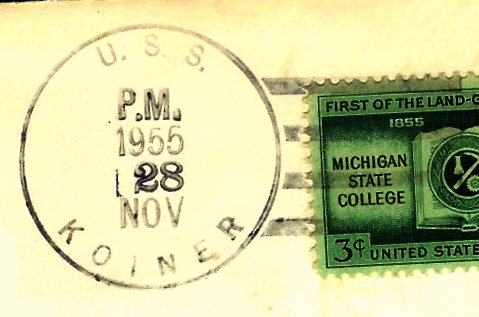 U.S.S.
P.M.
1955
28
NOV
KOINER
FIRST OF THE LAND-G
1855
MICHIGAN
STATE
COLLEGE
3¢ UNITED STATE